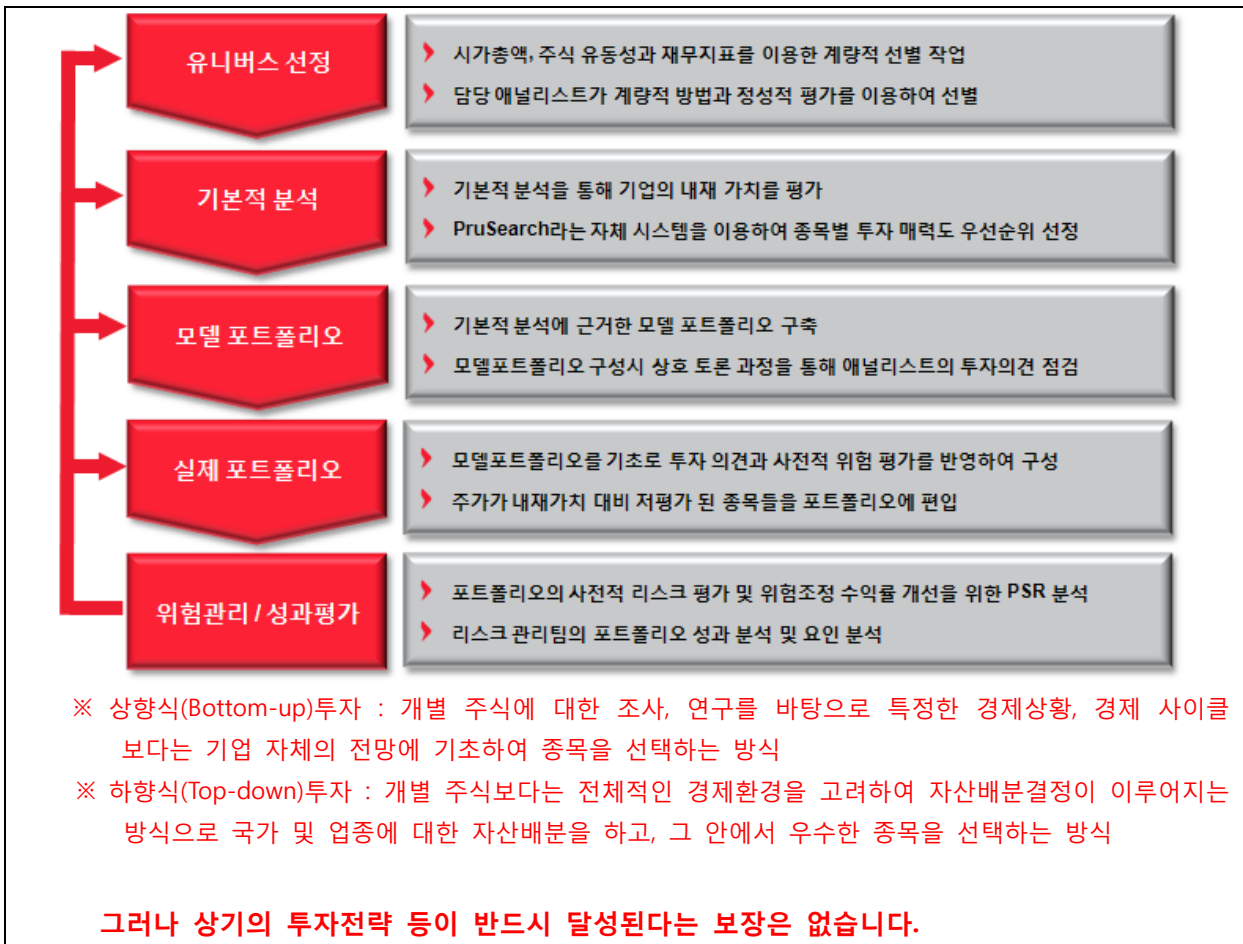 유니버스 선정
시가총액, 주식 유동성과 재무지표를 이용한 계량적 선별 작업
담당 애널리스트가 계량적 방법과 정성적 평가를 이용하여 선별
기본적 분석
기본적 분석을 통해 기업의 내재 가치를 평가
PruSearch라는 자체 시스템을 이용하여 종목별 투자 매력도 우선순위 선정
모델 포트폴리오
기본적 분석에 근거한 모델 포트폴리오 구축
모델포트폴리오 구성시 상호 토론 과정을 통해 애널리스트의 투자의견 점검
실제 포트폴리오
모델포트폴리오를 기초로 투자 의견과 사전적 위험 평가를 반영하여 구성
주가가 내재가치 대비 저평가 된 종목들을 포트폴리오에 편입
위험관리 / 성과평가
포트폴리오의 사전적 리스크 평가 및 위험조정 수익률 개선을 위한 PSR 분석
리스크 관리팀의 포트폴리오 성과 분석 및 요인 분석
※ 상향식(Bottom-up)투자 : 개별 주식에 대한 조사, 연구를 바탕으로 특정한 경제상황, 경제 사이클
보다는 기업 자체의 전망에 기초하여 종목을 선택하는 방식
※ 하향식(Top-down)투자 : 개별 주식보다는 전체적인 경제환경을 고려하여 자산배분결정이 이루어지는
방식으로 국가 및 업종에 대한 자산배분을 하고, 그 안에서 우수한 종목을 선택하는 방식
그러나 상기의 투자전략 등이 반드시 달성된다는 보장은 없습니다.